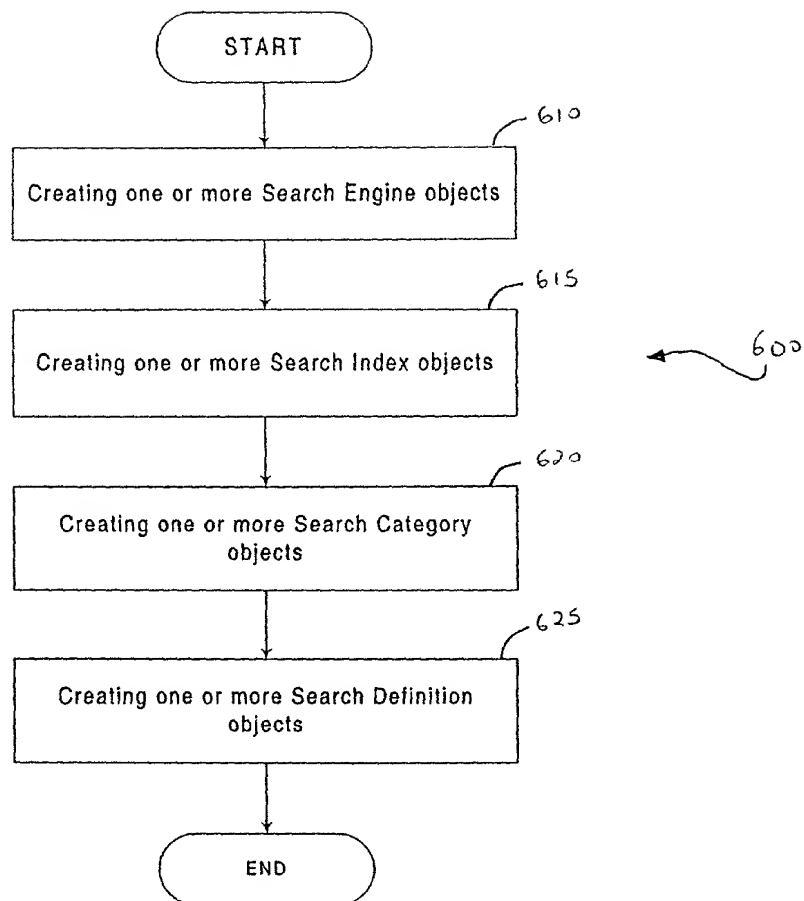 START
610
Creating one or more Search Engine objects
615
Creating one or more Search Index objects
600
620
Creating one or more Search Category
objects
625
Creating one or more Search Definition
objects
END